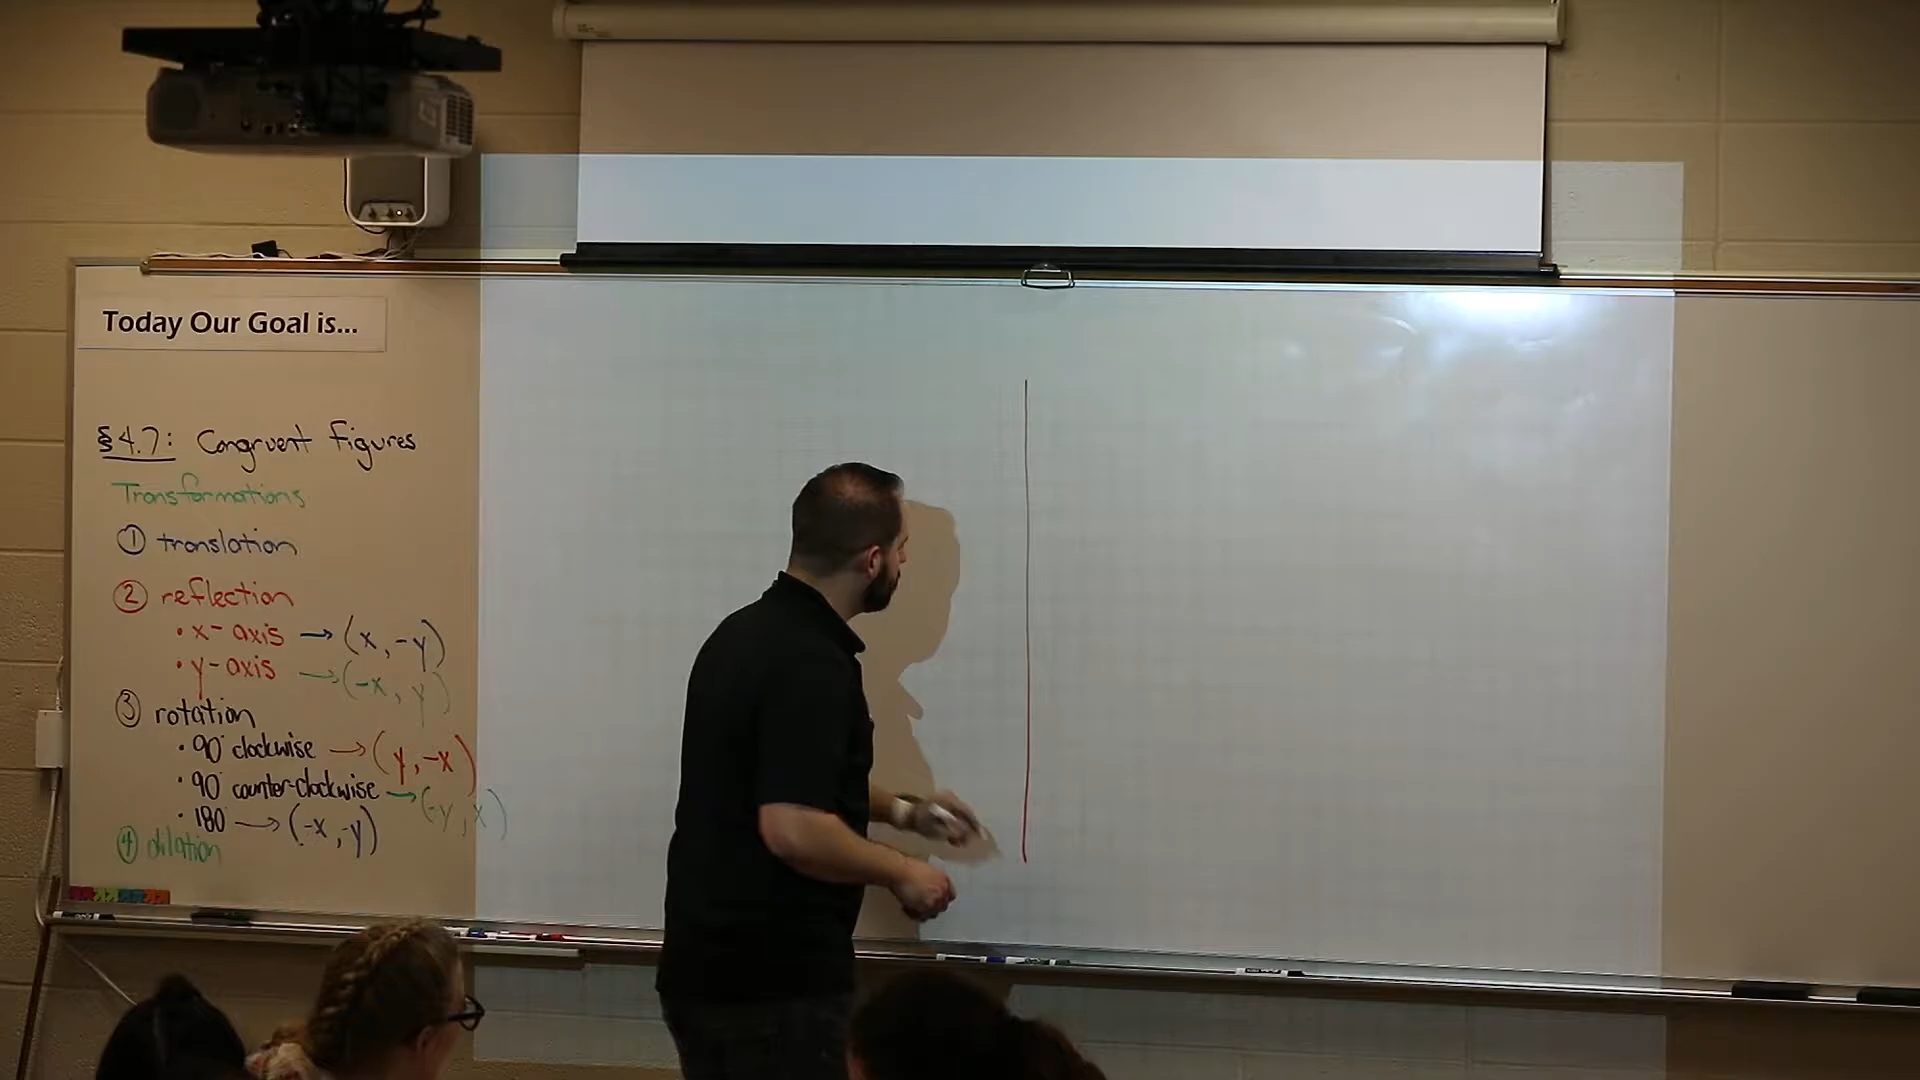 Today Our Goal is...
§4.7: Congruent Figures
Transformations
① translation
② reflection
• x-axis → (x, -y)
• y-axis → (-x, y)
③ rotation
• 90° clockwise → (y, -x)
• 90° counter-clockwise → (-y, x)
• 180° → (-x, -y)
④ dilation